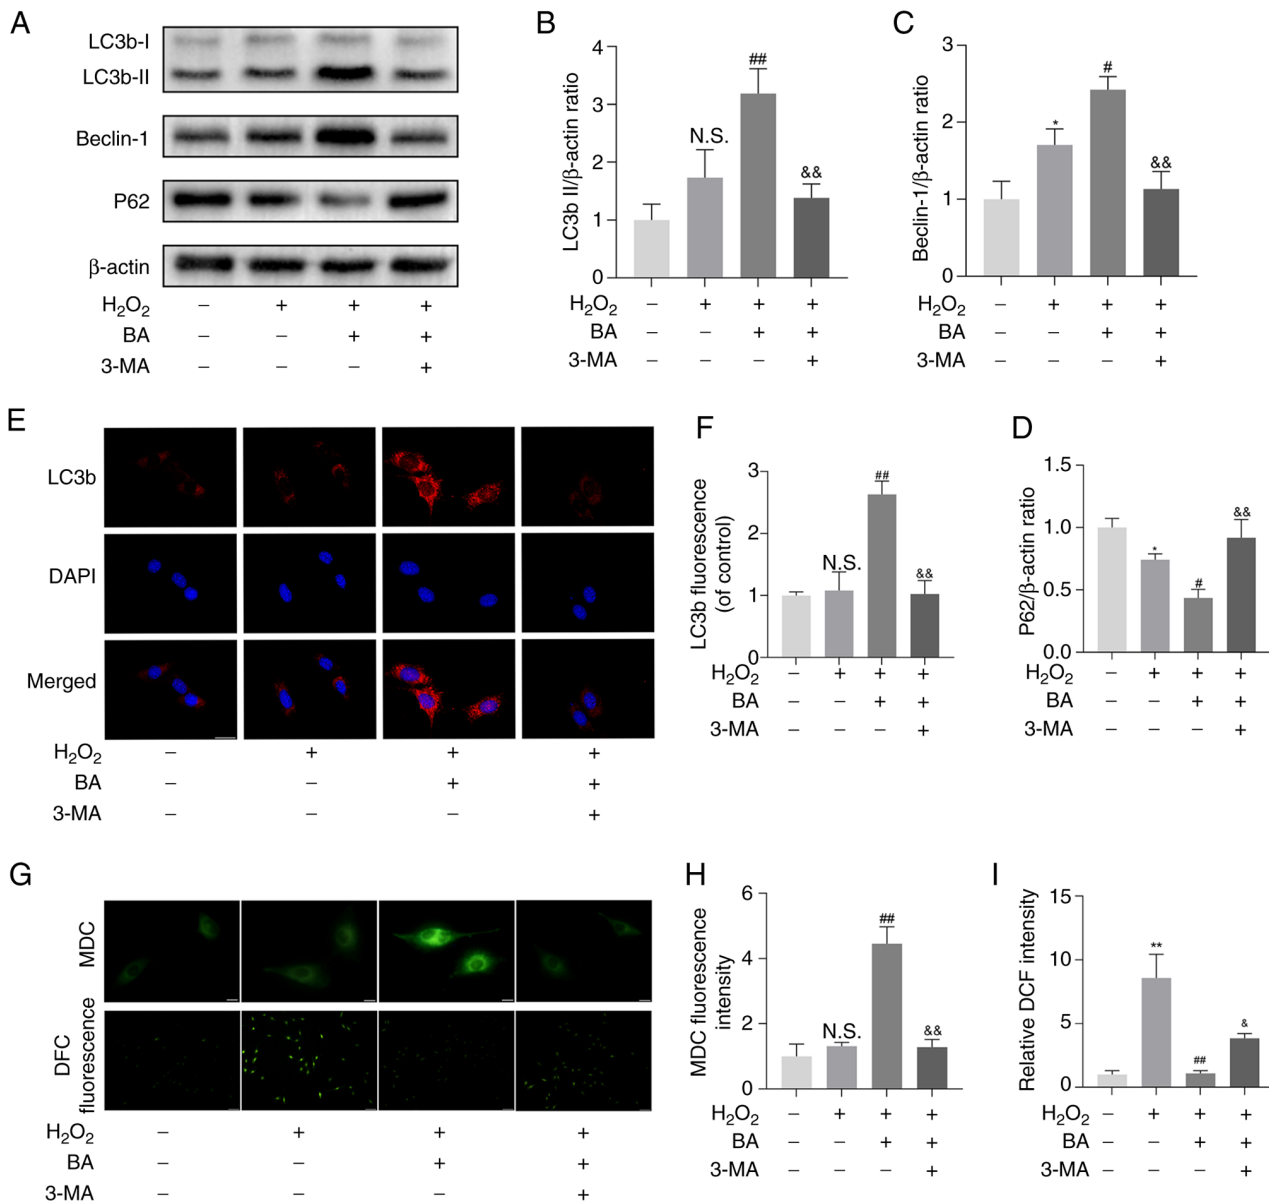 A
LC3b-I
LC3b-II
Beclin-1
P62
β-actin
H2O2 – + + +
BA – – + +
3-MA – – – +
B
LC3b II/β-actin ratio
4
3
2
1
0
N.S.
##
&&
H2O2 – + + +
BA – – + +
3-MA – – – +
C
Beclin-1/β-actin ratio
3
2
1
0
*
#
&&
H2O2 – + + +
BA – – + +
3-MA – – – +
E
LC3b
DAPI
Merged
H2O2 – + + +
BA – – + +
3-MA – – – +
F
LC3b fluorescence
(of control)
3
2
1
0
N.S.
##
&&
H2O2 – + + +
BA – – + +
3-MA – – – +
D
P62/β-actin ratio
1.5
1.0
0.5
0.0
*
#
&&
H2O2 – + + +
BA – – + +
3-MA – – – +
G
MDC
DFC
fluorescence
H2O2 – + + +
BA – – + +
3-MA – – – +
H
MDC fluorescence
intensity
6
4
2
0
N.S.
##
&&
H2O2 – + + +
BA – – + +
3-MA – – – +
I
Relative DCF intensity
15
10
5
0
**
##
&
H2O2 – + + +
BA – – + +
3-MA – – – +